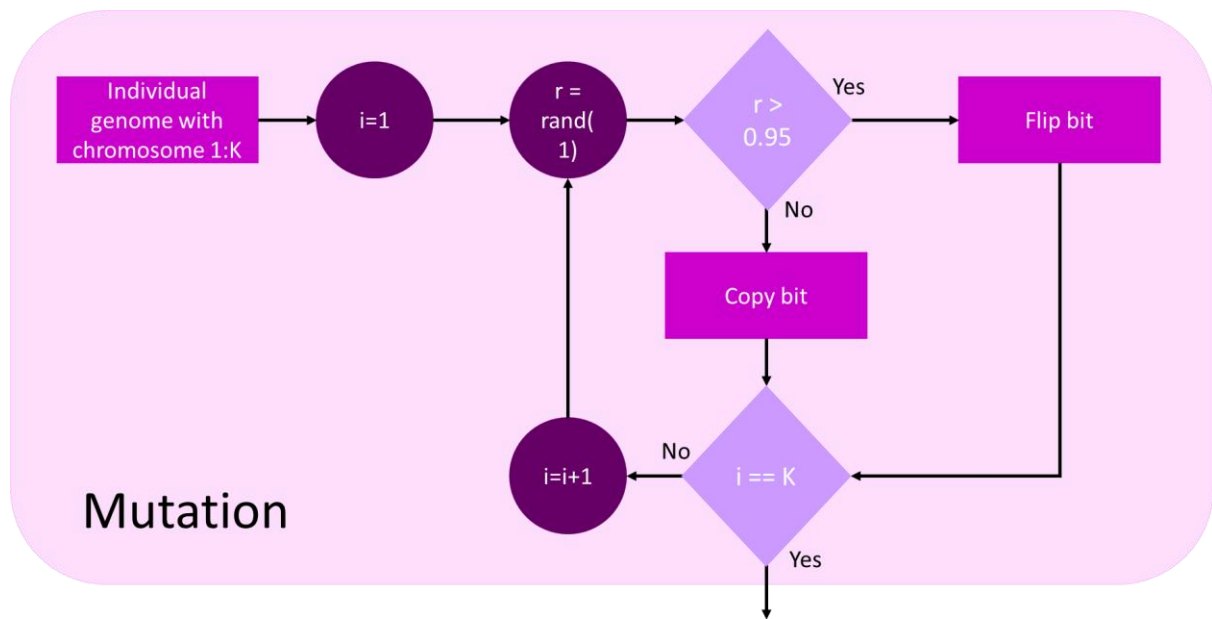 Individual
genome with
chromosome 1:K
i=1
r =
rand(
1)
r >
0.95
Yes
Flip bit
No
Copy bit
i == K
No
i=i+1
Yes
Mutation